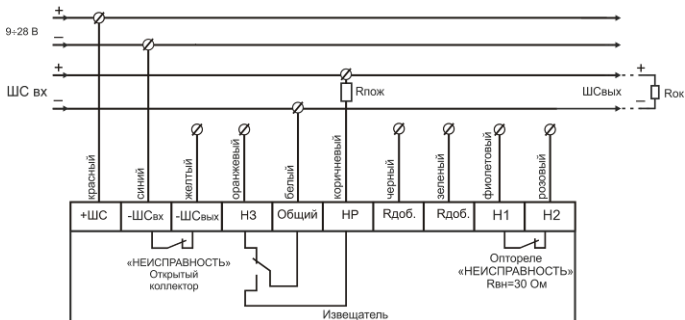 +
9÷28 В
–
+
ШС вх
–
Rпож
ШСвых
+
–
Rок
красный
синий
желтый
оранжевый
белый
коричневый
черный
зеленый
фиолетовый
розовый
+ШС
-ШСвх
-ШСвых
НЗ
Общий
НР
Rдоб.
Rдоб.
Н1
Н2
«НЕИСПРАВНОСТЬ»
Открытый
коллектор
Оптореле
«НЕИСПРАВНОСТЬ»
Rвн=30 Ом
Извещатель